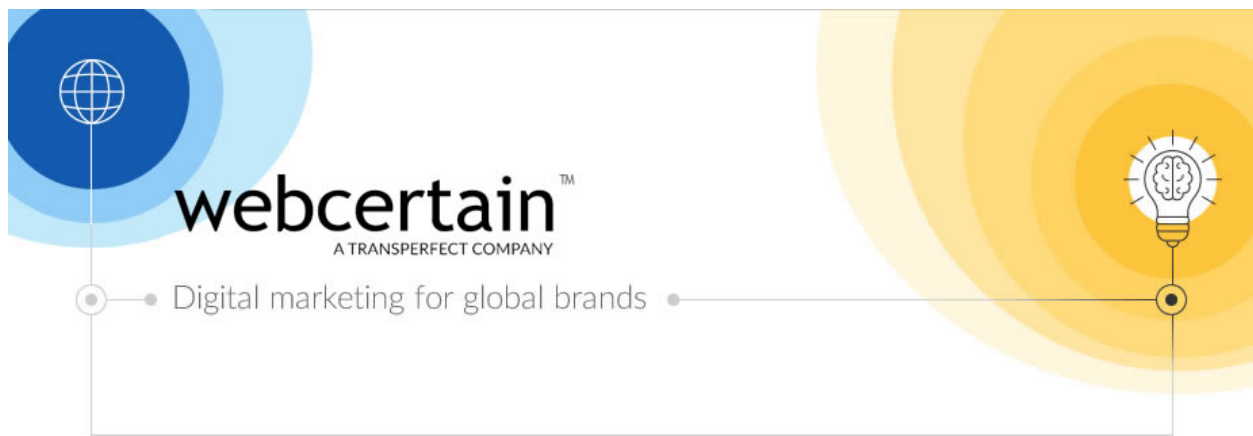 webcertain™
A TRANSPERFECT COMPANY
Digital marketing for global brands